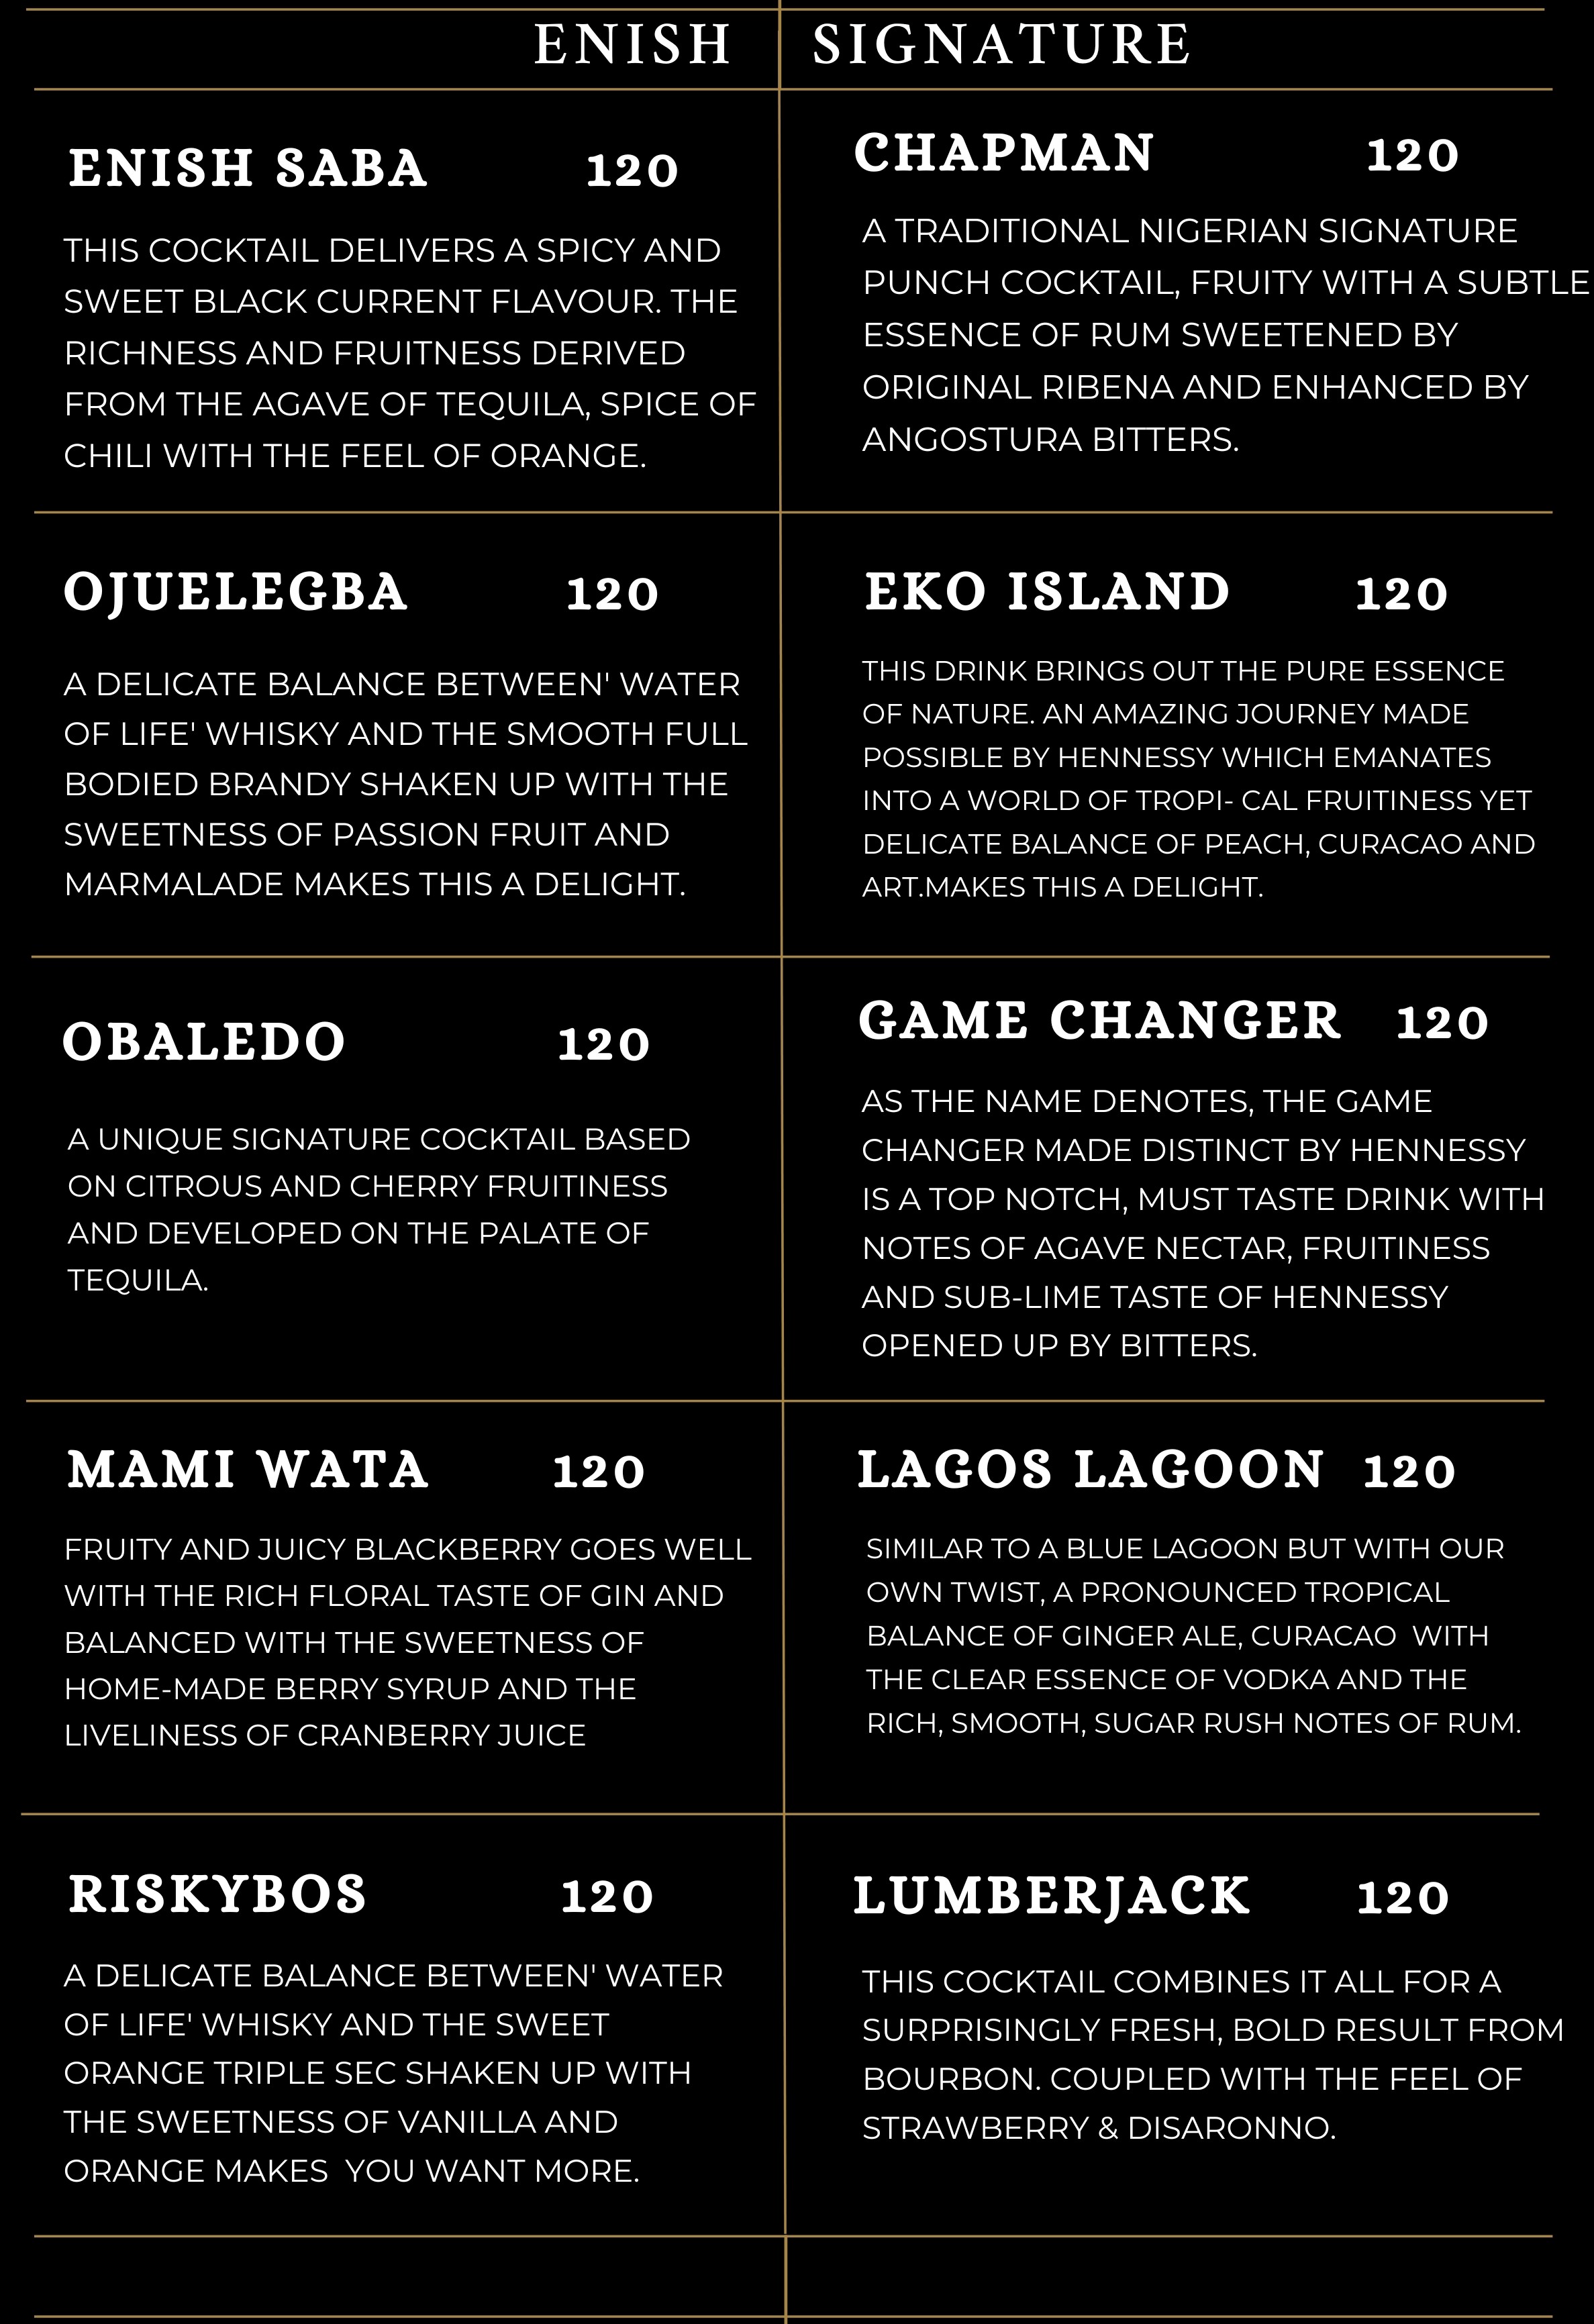 ENISH SIGNATURE
ENISH SABA 120
THIS COCKTAIL DELIVERS A SPICY AND
SWEET BLACK CURRENT FLAVOUR. THE
RICHNESS AND FRUITNESS DERIVED
FROM THE AGAVE OF TEQUILA, SPICE OF
CHILI WITH THE FEEL OF ORANGE.
CHAPMAN 120
A TRADITIONAL NIGERIAN SIGNATURE
PUNCH COCKTAIL, FRUITY WITH A SUBTLE
ESSENCE OF RUM SWEETENED BY
ORIGINAL RIBENA AND ENHANCED BY
ANGOSTURA BITTERS.
OJUELEGBA 120
A DELICATE BALANCE BETWEEN' WATER
OF LIFE' WHISKY AND THE SMOOTH FULL
BODIED BRANDY SHAKEN UP WITH THE
SWEETNESS OF PASSION FRUIT AND
MARMALADE MAKES THIS A DELIGHT.
EKO ISLAND 120
THIS DRINK BRINGS OUT THE PURE ESSENCE
OF NATURE. AN AMAZING JOURNEY MADE
POSSIBLE BY HENNESSY WHICH EMANATES
INTO A WORLD OF TROPI- CAL FRUITINESS YET
DELICATE BALANCE OF PEACH, CURACAO AND
ART.MAKES THIS A DELIGHT.
OBALEDO 120
A UNIQUE SIGNATURE COCKTAIL BASED
ON CITROUS AND CHERRY FRUITINESS
AND DEVELOPED ON THE PALATE OF
TEQUILA.
GAME CHANGER 120
AS THE NAME DENOTES, THE GAME
CHANGER MADE DISTINCT BY HENNESSY
IS A TOP NOTCH, MUST TASTE DRINK WITH
NOTES OF AGAVE NECTAR, FRUITINESS
AND SUB-LIME TASTE OF HENNESSY
OPENED UP BY BITTERS.
MAMI WATA 120
FRUITY AND JUICY BLACKBERRY GOES WELL
WITH THE RICH FLORAL TASTE OF GIN AND
BALANCED WITH THE SWEETNESS OF
HOME-MADE BERRY SYRUP AND THE
LIVELINESS OF CRANBERRY JUICE
LAGOS LAGOON 120
SIMILAR TO A BLUE LAGOON BUT WITH OUR
OWN TWIST, A PRONOUNCED TROPICAL
BALANCE OF GINGER ALE, CURACAO WITH
THE CLEAR ESSENCE OF VODKA AND THE
RICH, SMOOTH, SUGAR RUSH NOTES OF RUM.
RISKYBOS 120
A DELICATE BALANCE BETWEEN' WATER
OF LIFE' WHISKY AND THE SWEET
ORANGE TRIPLE SEC SHAKEN UP WITH
THE SWEETNESS OF VANILLA AND
ORANGE MAKES YOU WANT MORE.
LUMBERJACK 120
THIS COCKTAIL COMBINES IT ALL FOR A
SURPRISINGLY FRESH, BOLD RESULT FROM
BOURBON. COUPLED WITH THE FEEL OF
STRAWBERRY & DISARONNO.